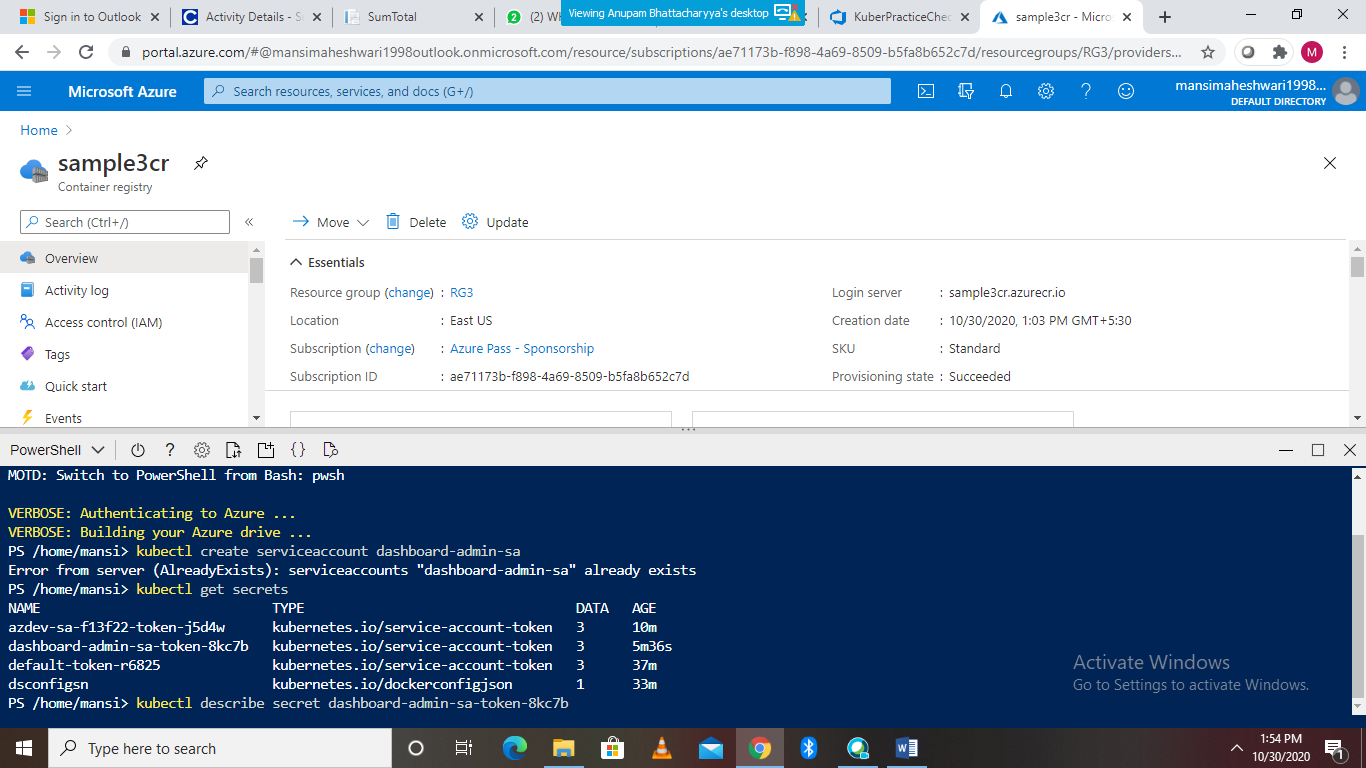 Sign in to Outlook
Activity Details - S
SumTotal
(2) Wh
Viewing Anupam Bhattacharyya's desktop
KuberPracticeChec
sample3cr - Micros
portal.azure.com/#@mansimaheshwari1998outlook.onmicrosoft.com/resource/subscriptions/ae71173b-f898-4a69-8509-b5fa8b652c7d/resourcegroups/RG3/providers...
M
Microsoft Azure
Search resources, services, and docs (G+/)
mansimaheshwari1998...
DEFAULT DIRECTORY
Home
sample3cr
Container registry
Search (Ctrl+/)
«
Move
Delete
Update
Overview
Activity log
Access control (IAM)
Tags
Quick start
Events
Essentials
Resource group (change) : RG3
Location : East US
Subscription (change) : Azure Pass - Sponsorship
Subscription ID : ae71173b-f898-4a69-8509-b5fa8b652c7d
Login server : sample3cr.azurecr.io
Creation date : 10/30/2020, 1:03 PM GMT+5:30
SKU : Standard
Provisioning state : Succeeded
PowerShell
MOTD: Switch to PowerShell from Bash: pwsh
VERBOSE: Authenticating to Azure ...
VERBOSE: Building your Azure drive ...
PS /home/mansi> kubectl create serviceaccount dashboard-admin-sa
Error from server (AlreadyExists): serviceaccounts "dashboard-admin-sa" already exists
PS /home/mansi> kubectl get secrets
NAME TYPE DATA AGE
azdev-sa-f13f22-token-j5d4w kubernetes.io/service-account-token 3 10m
dashboard-admin-sa-token-8kc7b kubernetes.io/service-account-token 3 5m36s
default-token-r6825 kubernetes.io/service-account-token 3 37m
dsconfigsn kubernetes.io/dockerconfigjson 1 33m
PS /home/mansi> kubectl describe secret dashboard-admin-sa-token-8kc7b
Activate Windows
Go to Settings to activate Windows.
Type here to search
1:54 PM
10/30/2020
1